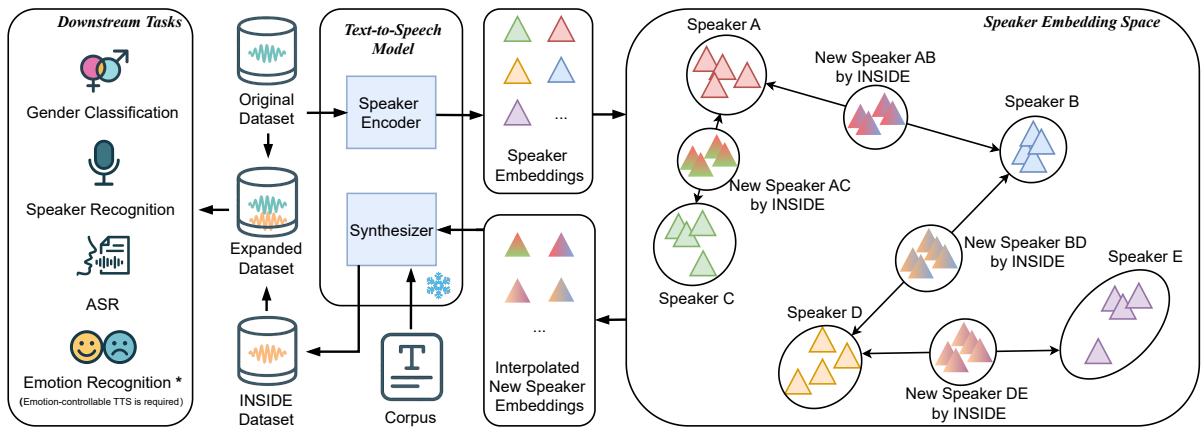 Downstream Tasks
Gender Classification
Speaker Recognition
ASR
Emotion Recognition *
(Emotion-controllable TTS is required)
Original
Dataset
Expanded
Dataset
INSIDE
Dataset
Text-to-Speech
Model
Speaker
Encoder
Synthesizer
T
Corpus
...
Speaker
Embeddings
...
Interpolated
New Speaker
Embeddings
Speaker Embedding Space
Speaker A
New Speaker AB
by INSIDE
Speaker B
New Speaker AC
by INSIDE
Speaker C
New Speaker BD
by INSIDE
Speaker E
Speaker D
New Speaker DE
by INSIDE